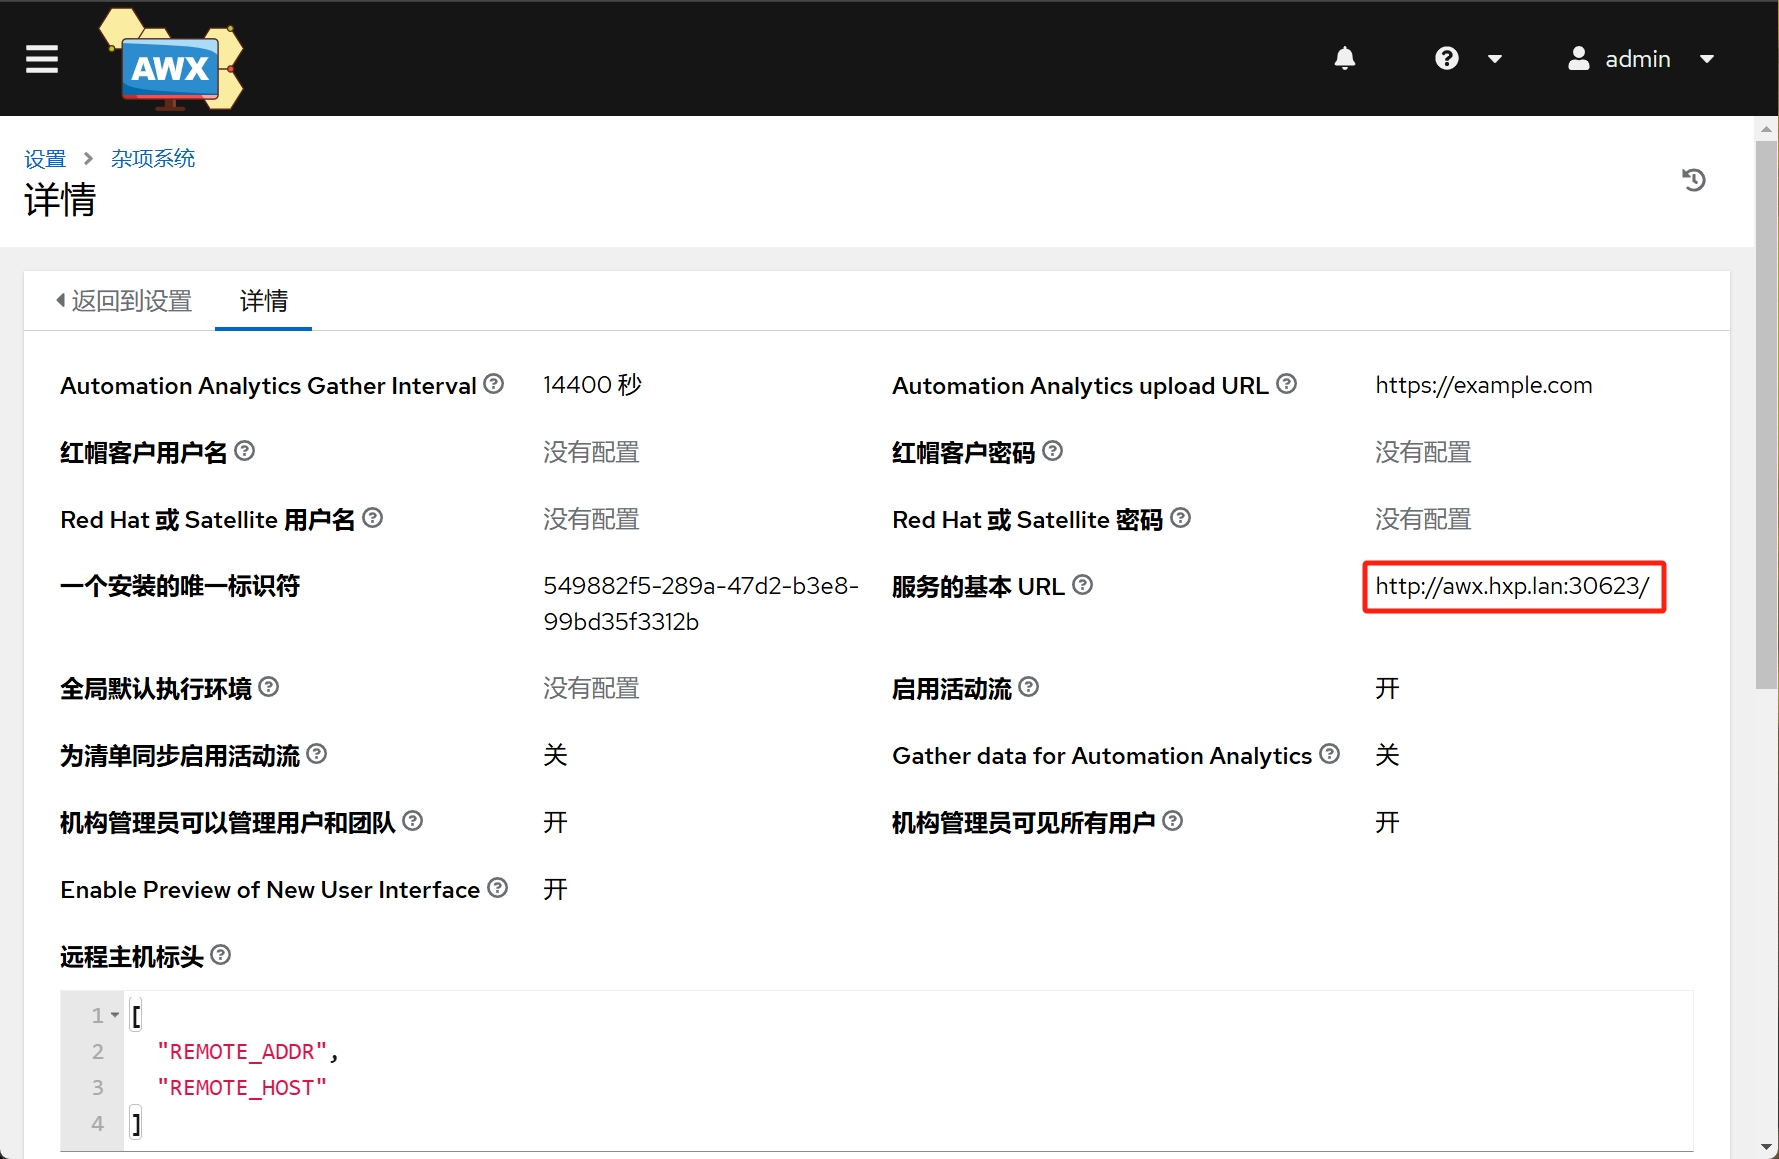 AWX
admin
设置 > 杂项系统
详情
返回到设置 详情
Automation Analytics Gather Interval 14400 秒 Automation Analytics upload URL https://example.com
红帽客户用户名 没有配置 红帽客户密码 没有配置
Red Hat 或 Satellite 用户名 没有配置 Red Hat 或 Satellite 密码 没有配置
一个安装的唯一标识符 549882f5-289a-47d2-b3e8- 服务的基本 URL http://awx.hxp.lan:30623/
99bd35f3312b
全局默认执行环境 没有配置 启用活动流 开
为清单同步启用活动流 关 Gather data for Automation Analytics 关
机构管理员可以管理用户和团队 开 机构管理员可见所有用户 开
Enable Preview of New User Interface 开
远程主机标头
1 [
2 "REMOTE_ADDR",
3 "REMOTE_HOST"
4 ]